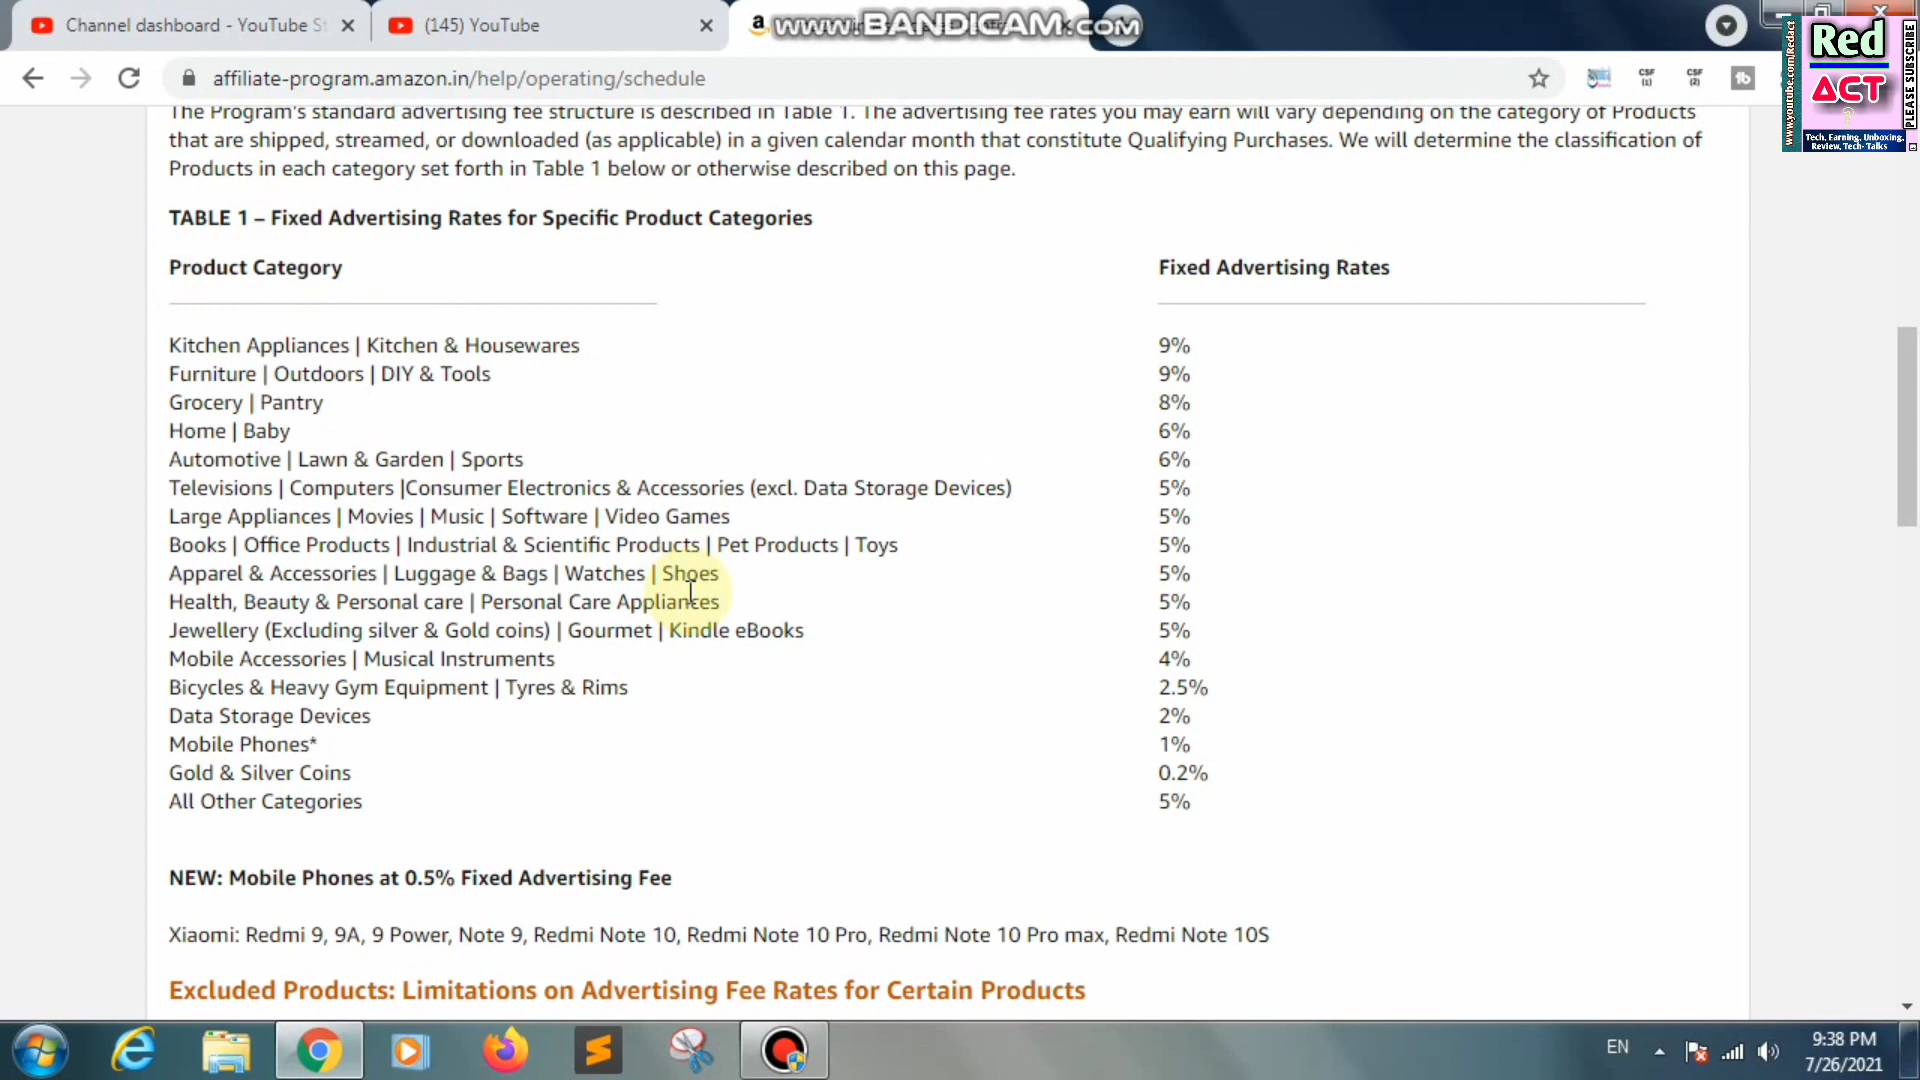 Channel dashboard - YouTube St
(145) YouTube
www.BANDICAM.com
affiliate-program.amazon.in/help/operating/schedule
CSF (1)
CSF (2)
www.youtube.com/Redact
Red
ACT
PLEASE SUBSCRIBE
Tech, Earning, Unboxing,
Review, Tech-Talks
The Program's standard advertising fee structure is described in Table 1. The advertising fee rates you may earn will vary depending on the category of Products
that are shipped, streamed, or downloaded (as applicable) in a given calendar month that constitute Qualifying Purchases. We will determine the classification of
Products in each category set forth in Table 1 below or otherwise described on this page.
TABLE 1 – Fixed Advertising Rates for Specific Product Categories
Product Category Fixed Advertising Rates
Kitchen Appliances | Kitchen & Housewares 9%
Furniture | Outdoors | DIY & Tools 9%
Grocery | Pantry 8%
Home | Baby 6%
Automotive | Lawn & Garden | Sports 6%
Televisions | Computers |Consumer Electronics & Accessories (excl. Data Storage Devices) 5%
Large Appliances | Movies | Music | Software | Video Games 5%
Books | Office Products | Industrial & Scientific Products | Pet Products | Toys 5%
Apparel & Accessories | Luggage & Bags | Watches | Shoes 5%
Health, Beauty & Personal care | Personal Care Appliances 5%
Jewellery (Excluding silver & Gold coins) | Gourmet | Kindle eBooks 5%
Mobile Accessories | Musical Instruments 4%
Bicycles & Heavy Gym Equipment | Tyres & Rims 2.5%
Data Storage Devices 2%
Mobile Phones* 1%
Gold & Silver Coins 0.2%
All Other Categories 5%
NEW: Mobile Phones at 0.5% Fixed Advertising Fee
Xiaomi: Redmi 9, 9A, 9 Power, Note 9, Redmi Note 10, Redmi Note 10 Pro, Redmi Note 10 Pro max, Redmi Note 10S
Excluded Products: Limitations on Advertising Fee Rates for Certain Products
EN
9:38 PM
7/26/2021